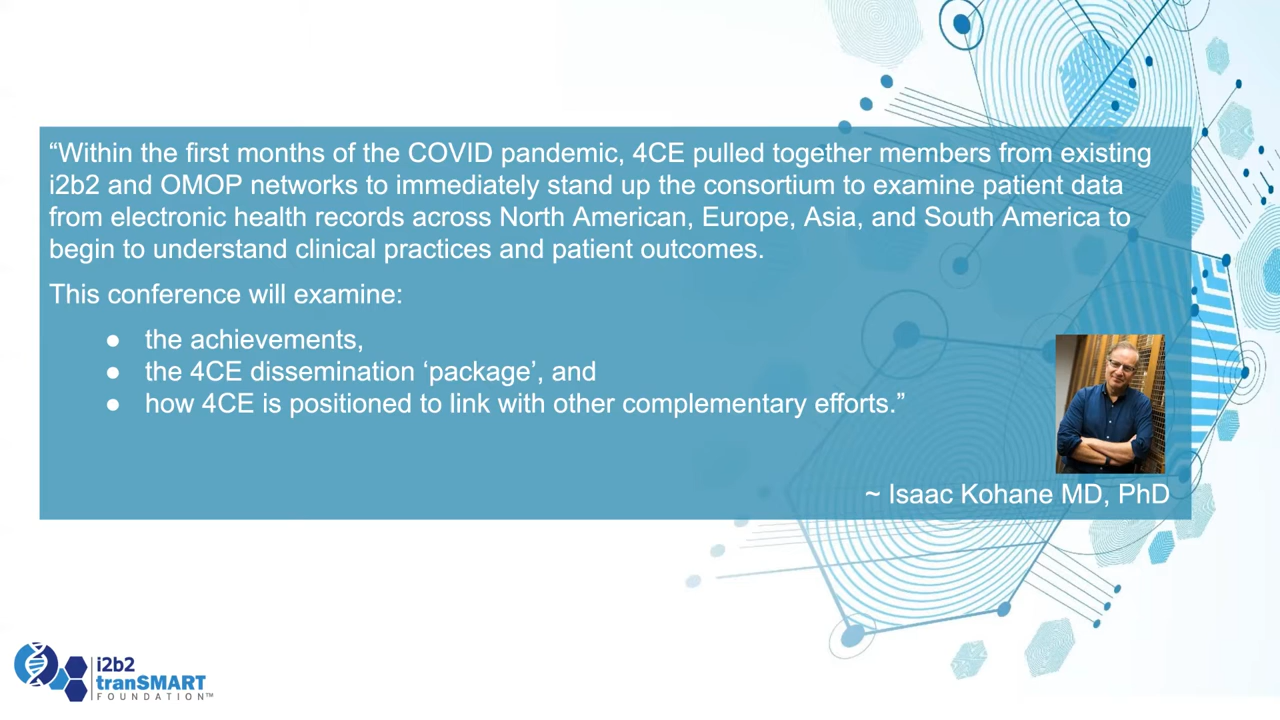 “Within the first months of the COVID pandemic, 4CE pulled together members from existing
i2b2 and OMOP networks to immediately stand up the consortium to examine patient data
from electronic health records across North American, Europe, Asia, and South America to
begin to understand clinical practices and patient outcomes.
This conference will examine:
● the achievements,
● the 4CE dissemination ‘package’, and
● how 4CE is positioned to link with other complementary efforts.”
~ Isaac Kohane MD, PhD
i2b2
tranSMART
FOUNDATION™